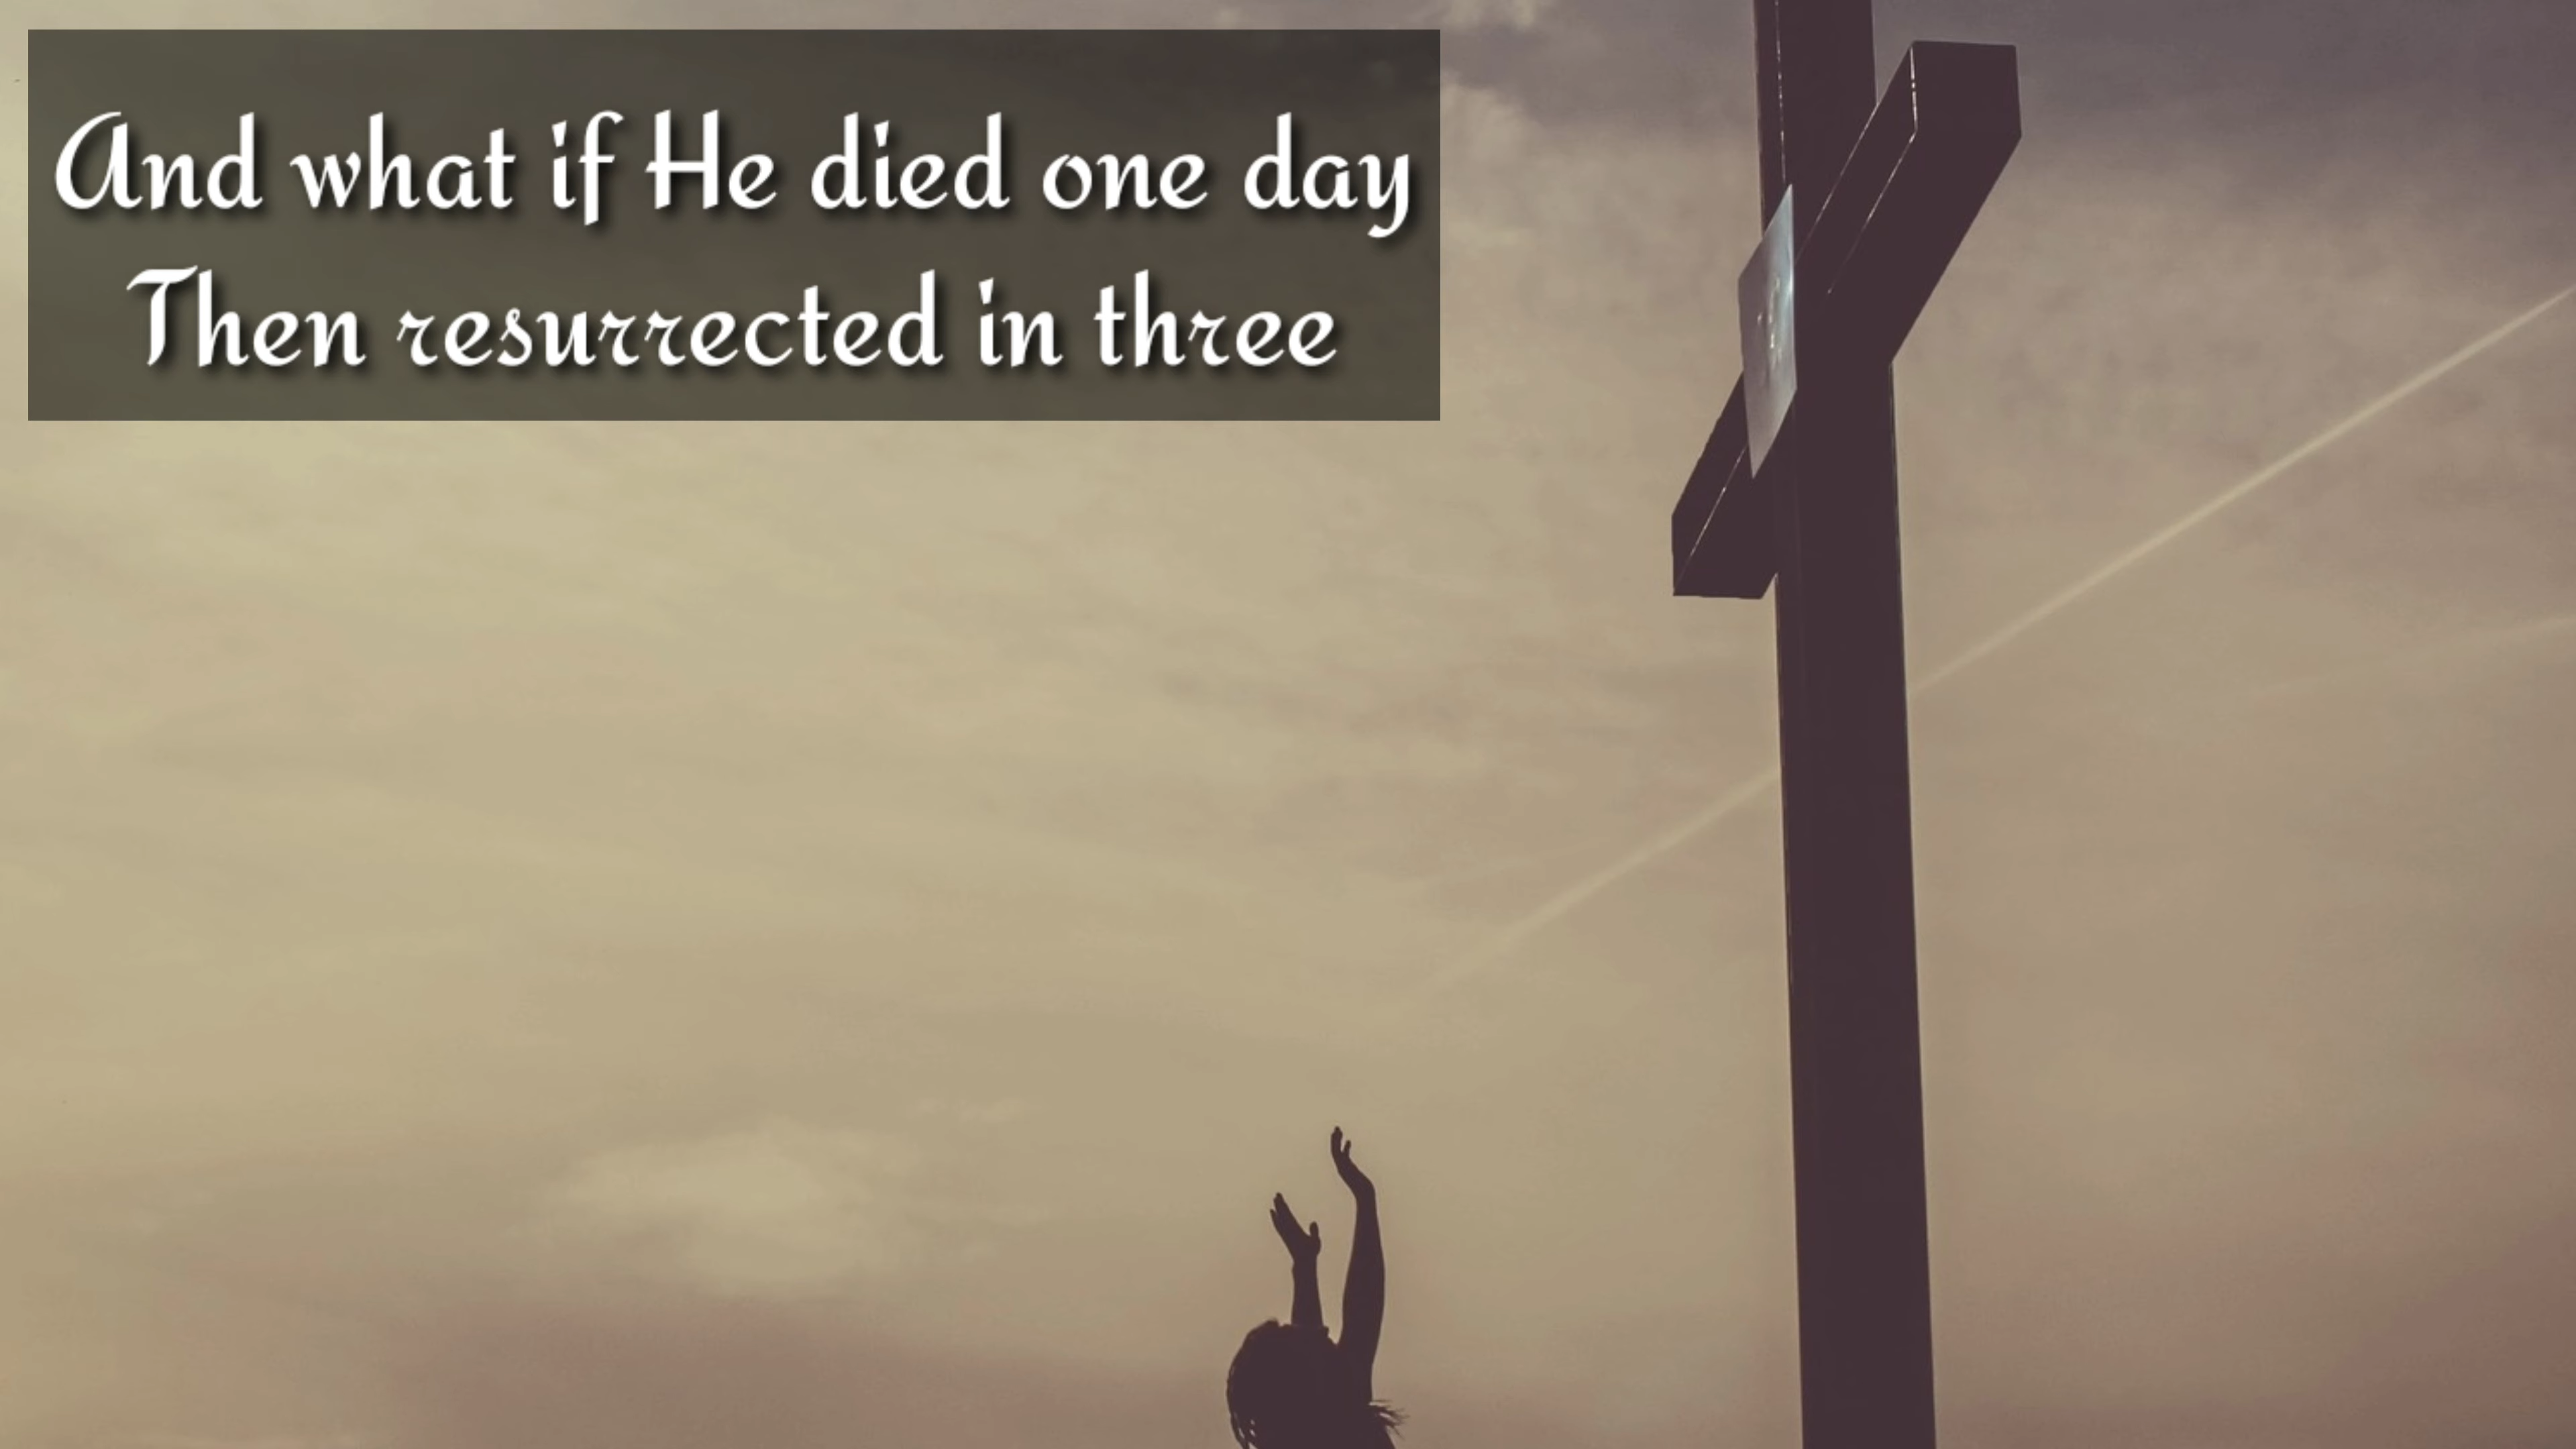 And what if He died one day
Then resurrected in three